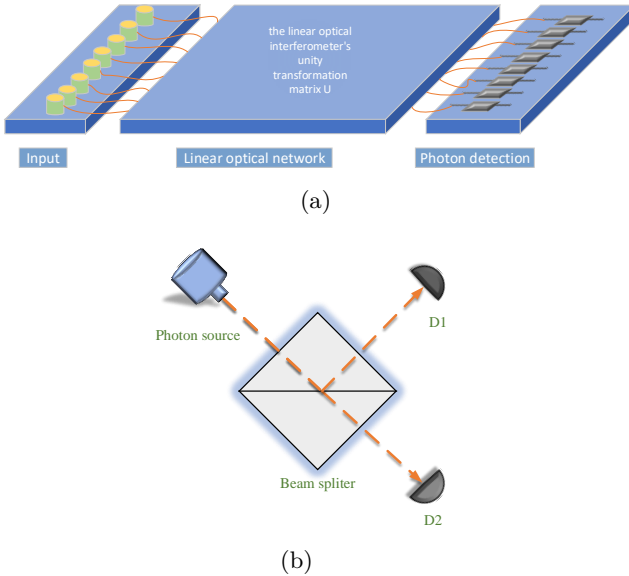 the linear optical
interferometer's
unity
transformation
matrix U
Input
Linear optical network
Photon detection
(a)
Photon source
D1
Beam spliter
D2
(b)